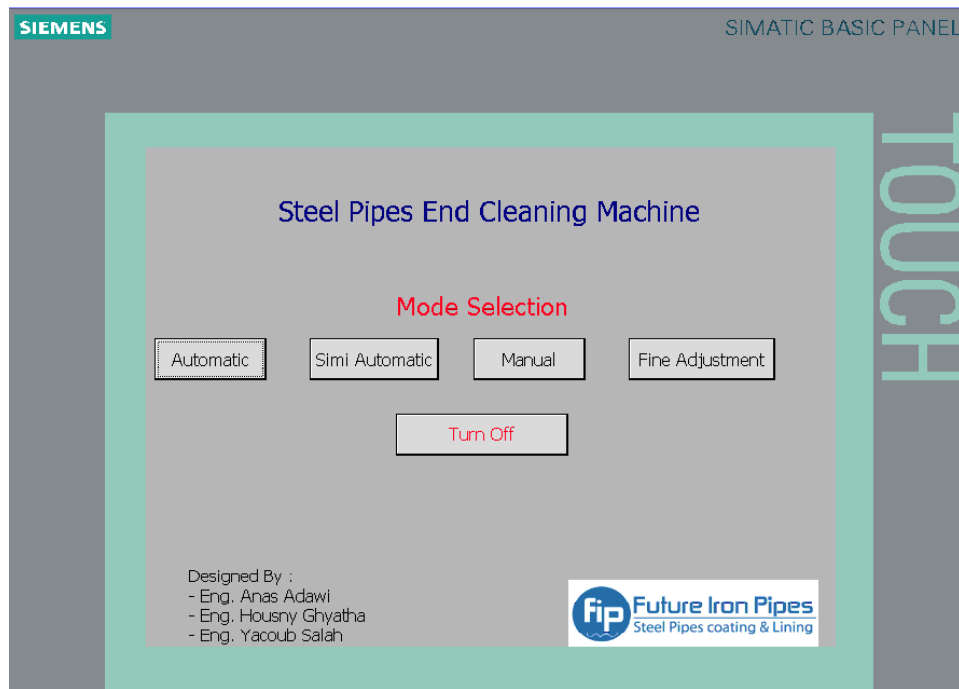 SIEMENS
SIMATIC BASIC PANEL
TOUCH
Steel Pipes End Cleaning Machine
Mode Selection
Automatic Simi Automatic Manual Fine Adjustment
Turn Off
Designed By :
- Eng. Anas Adawi
- Eng. Housny Ghyatha
- Eng. Yacoub Salah
fip Future Iron Pipes
Steel Pipes coating & Lining